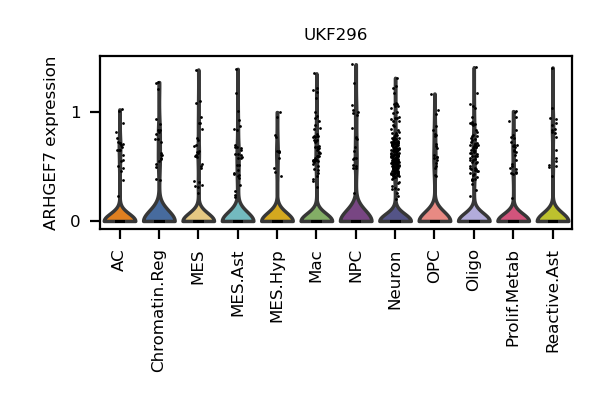 UKF296
ARHGEF7 expression
1
0
AC
Chromatin.Reg
MES
MES.Ast
MES.Hyp
Mac
NPC
Neuron
OPC
Oligo
Prolif.Metab
Reactive.Ast